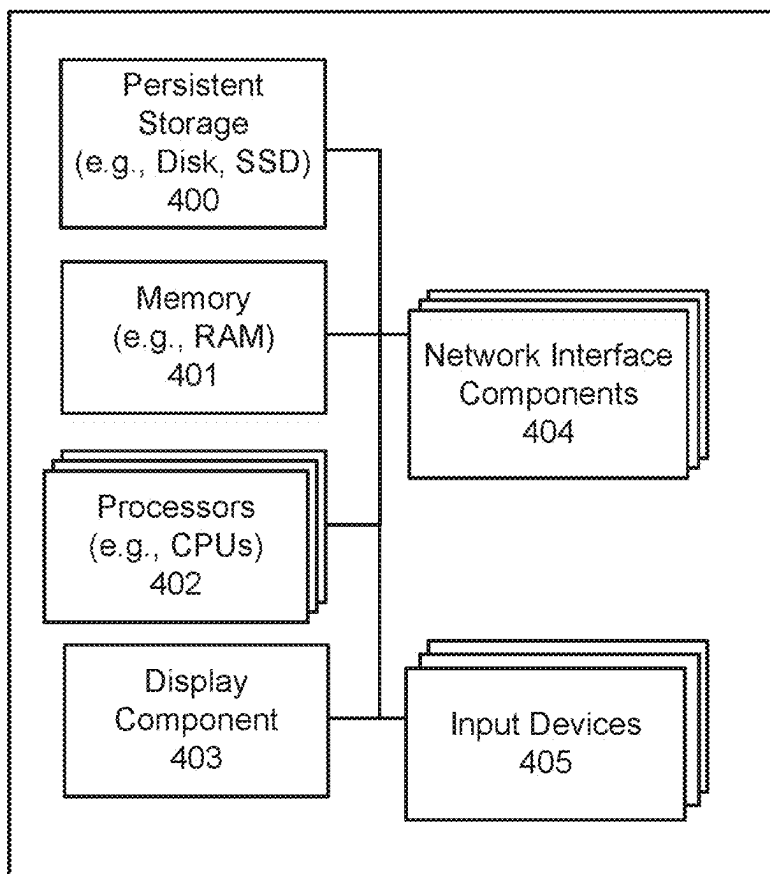 Persistent
Storage
(e.g., Disk, SSD)
400
Memory
(e.g., RAM)
401
Network Interface
Components
404
Processors
(e.g., CPUs)
402
Display
Component
403
Input Devices
405